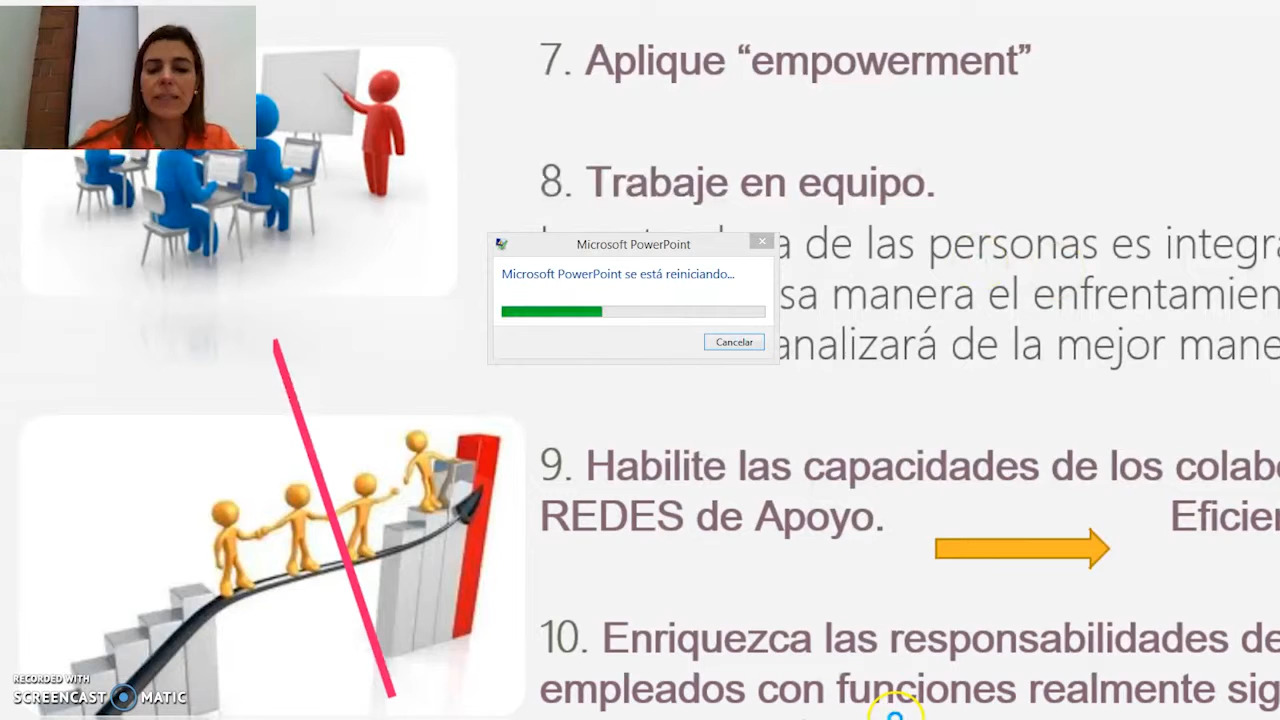 7. Aplique “empowerment”
8. Trabaje en equipo.
a de las personas es integra
sa manera el enfrentamien
analizará de la mejor mane
Microsoft PowerPoint
Microsoft PowerPoint se está reiniciando...
Cancelar
9. Habilite las capacidades de los colab
REDES de Apoyo.
Eficien
10. Enriquezca las responsabilidades de
empleados con funciones realmente sig
RECORDED WITH
SCREENCAST MATIC